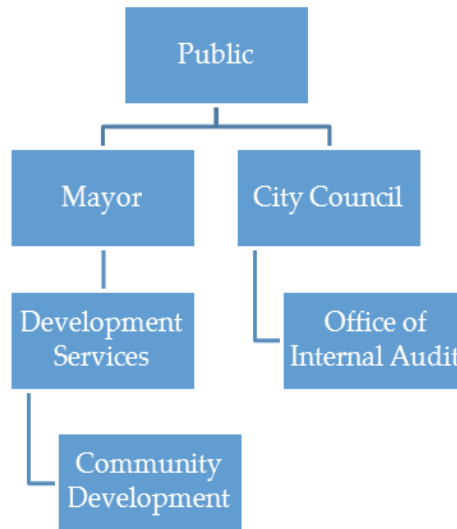 Public
Mayor
City Council
Development
Services
Office of
Internal Audit
Community
Development